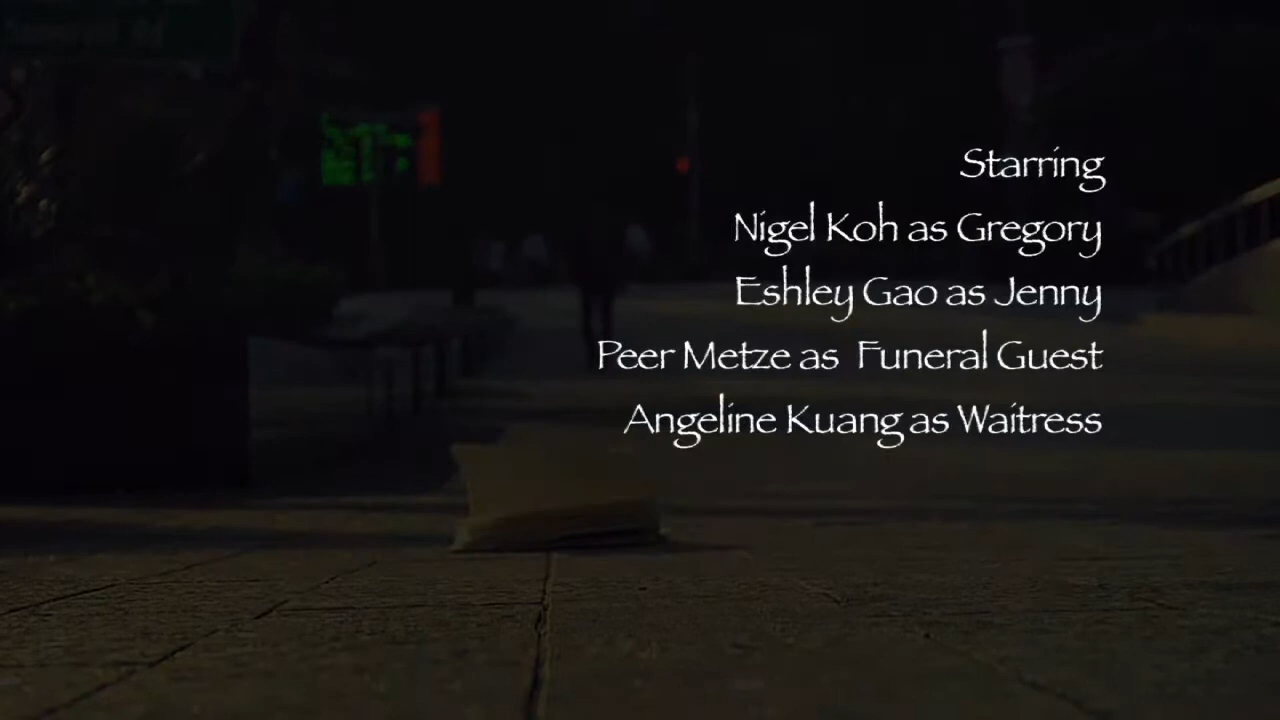 Starring
Nigel Koh as Gregory
Eshley Gao as Jenny
Peer Metze as Funeral Guest
Angeline Kuang as Waitress